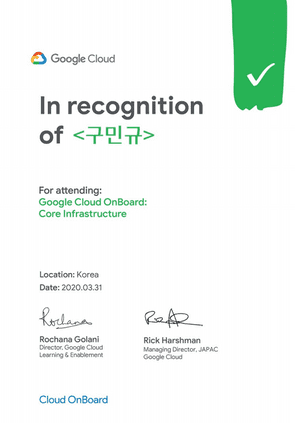 Google Cloud
In recognition
of <구민규>
For attending:
Google Cloud OnBoard:
Core Infrastructure
Location: Korea
Date: 2020.03.31
Rochana
Rochana Golani
Director, Google Cloud
Learning & Enablement
Rick Harshman
Managing Director, JAPAC
Google Cloud
Cloud OnBoard